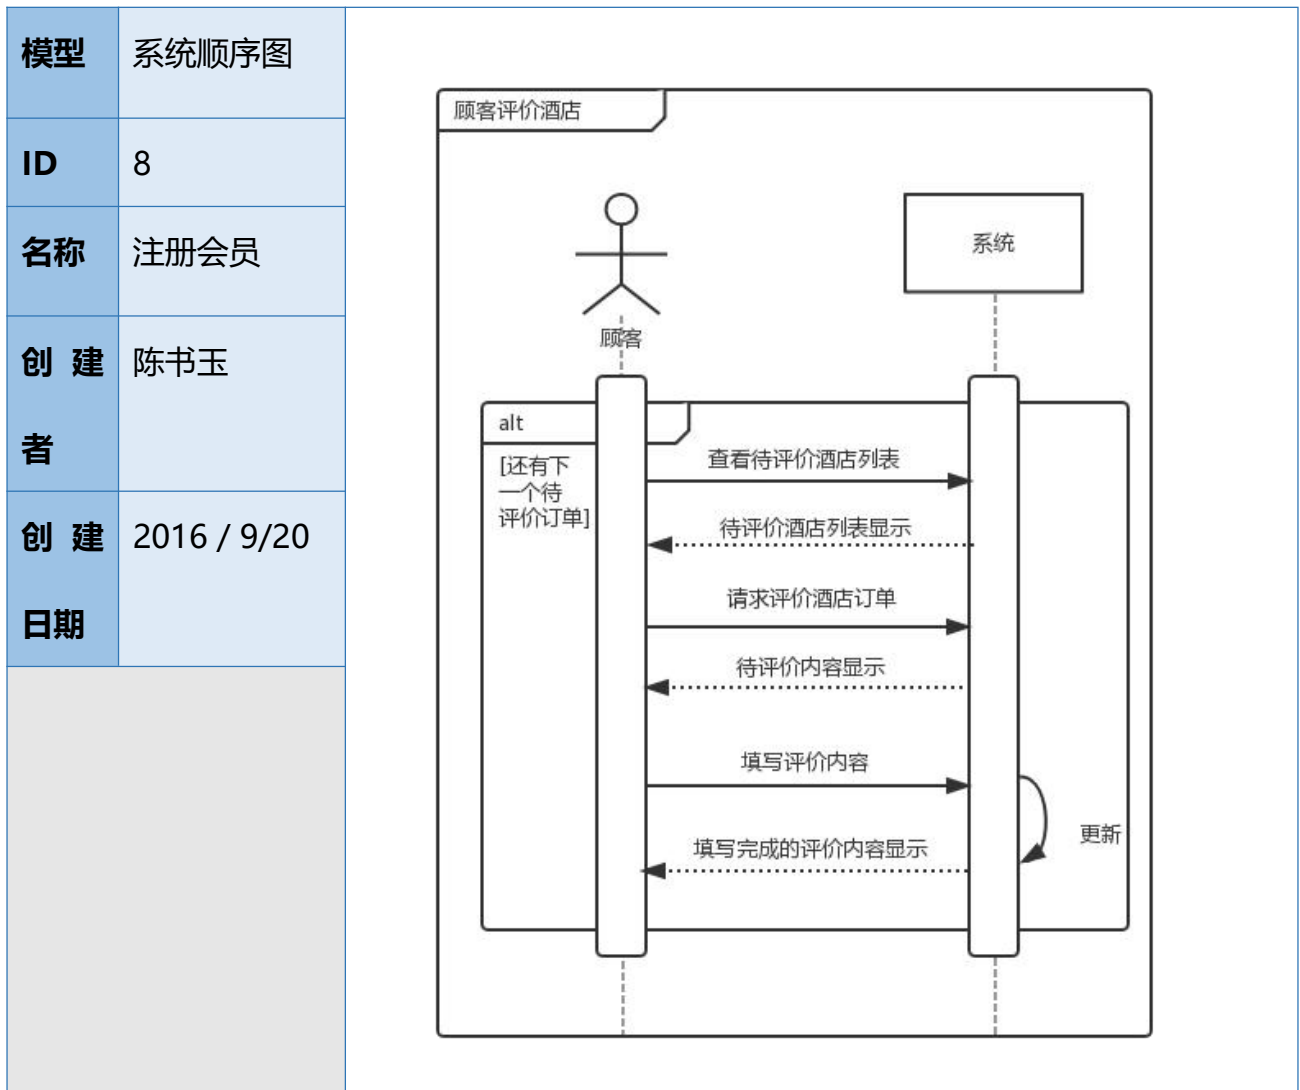 模型 系统顺序图
ID 8
名称 注册会员
创 建 陈书玉
者
创 建 2016 / 9/20
日期
顾客评价酒店
系统
顾客
alt
[还有下
一个待
评价订单]
查看待评价酒店列表
待评价酒店列表显示
请求评价酒店订单
待评价内容显示
填写评价内容
更新
填写完成的评价内容显示